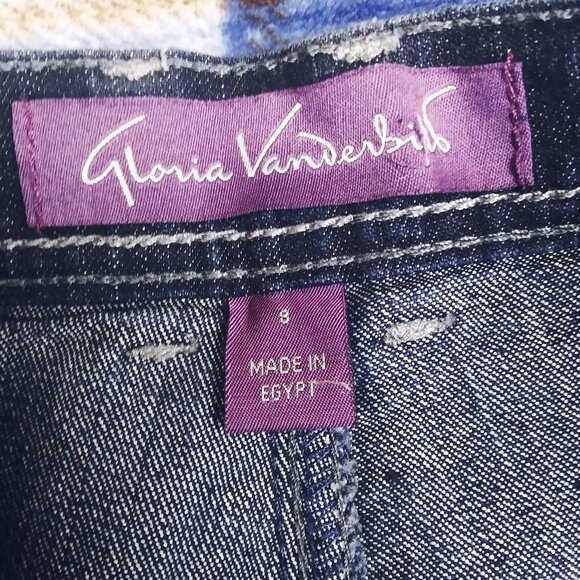 Gloria Vanderbilt
8
MADE IN
EGYPT